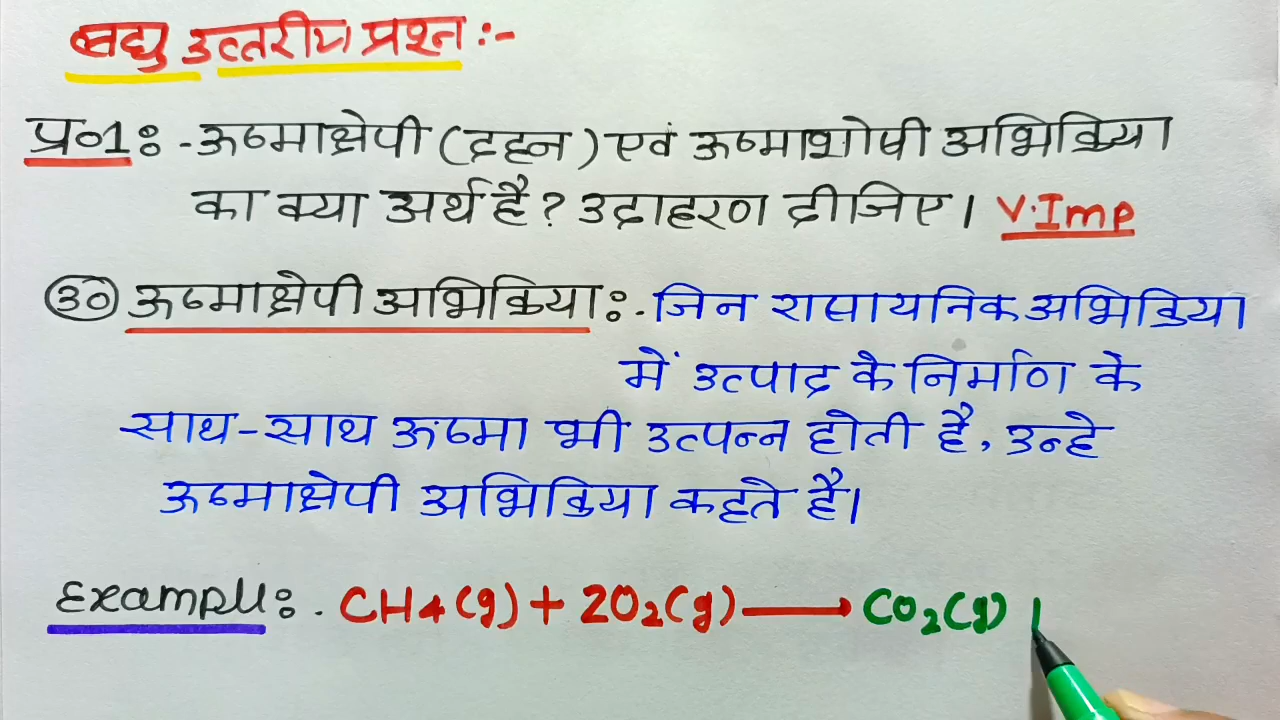 लघु उत्तरीय प्रश्न :-
प्र०1 :- ऊष्माक्षेपी (दहन) एवं ऊष्माशोषी अभिक्रिया
का क्या अर्थ है? उदाहरण दीजिए। V.Imp
उ० ऊष्माक्षेपी अभिक्रिया :- जिन रासायनिक अभिक्रिया
में उत्पाद के निर्माण के
साथ-साथ ऊष्मा भी उत्पन्न होती है, उन्हे
ऊष्माक्षेपी अभिक्रिया कहते है।
Example :- CH4(g) + 2O2(g) ⟶ CO2(g)